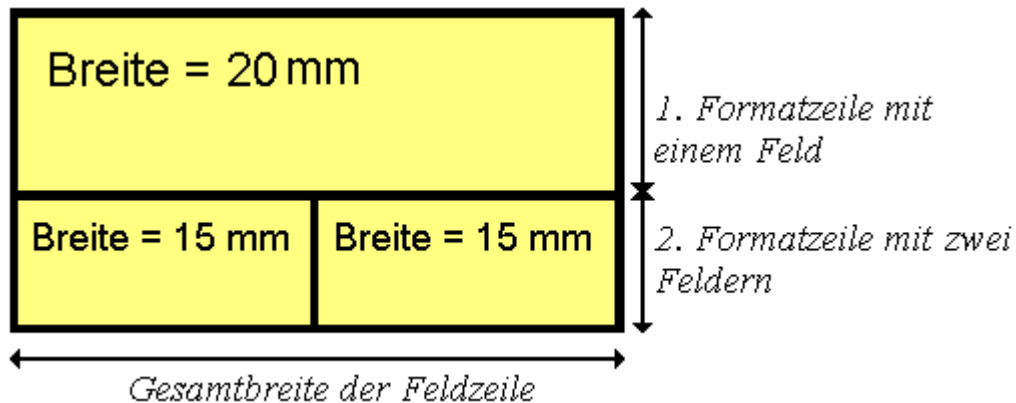 Breite = 20 mm
1. Formatzeile mit
einem Feld
Breite = 15 mm
Breite = 15 mm
2. Formatzeile mit zwei
Feldern
Gesamtbreite der Feldzeile